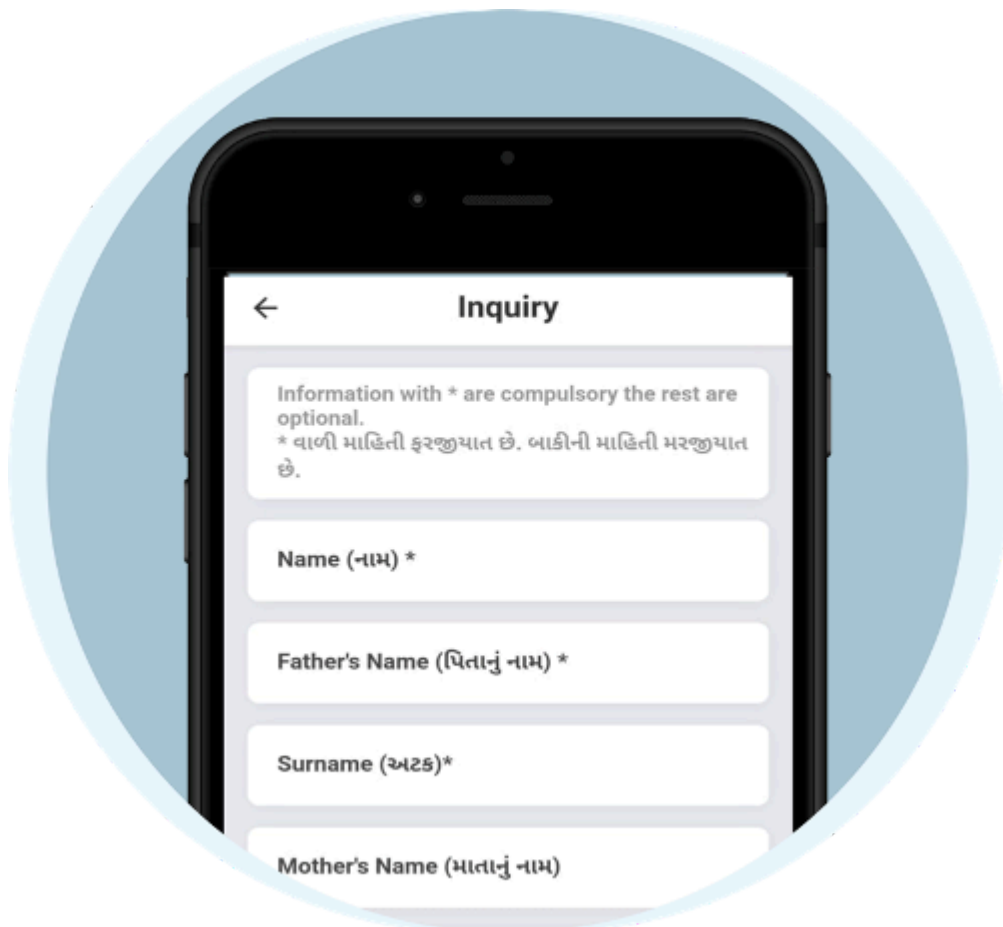 Inquiry
Information with * are compulsory the rest are
optional.
* વાળી માહિતી ફરજીયાત છે. બાકીની માહિતી મરજીયાત
છે.
Name (નામ) *
Father's Name (પિતાનું નામ) *
Surname (અટક)*
Mother's Name (માતાનું નામ)